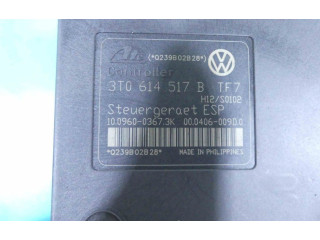 ATE (*Q239B02B28*)
Controller
3T0 614 517 B TF7
H12/S0102
Steuergeraet ESP
10.0960-0367.3K 00.0406-0090.0
*Q239B02B28* MADE IN PHILIPPINES